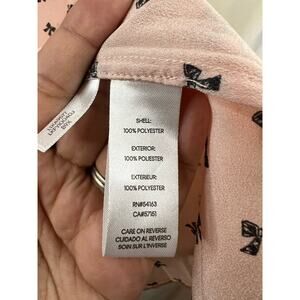 SHELL:
100% POLYESTER
EXTERIOR:
100% POLIESTER
EXTERIEUR:
100% POLYESTER
RN#54163
CA#57151
CARE ON REVERSE
CUIDADO AL REVERSO
SOIN SUR L'INVERSE